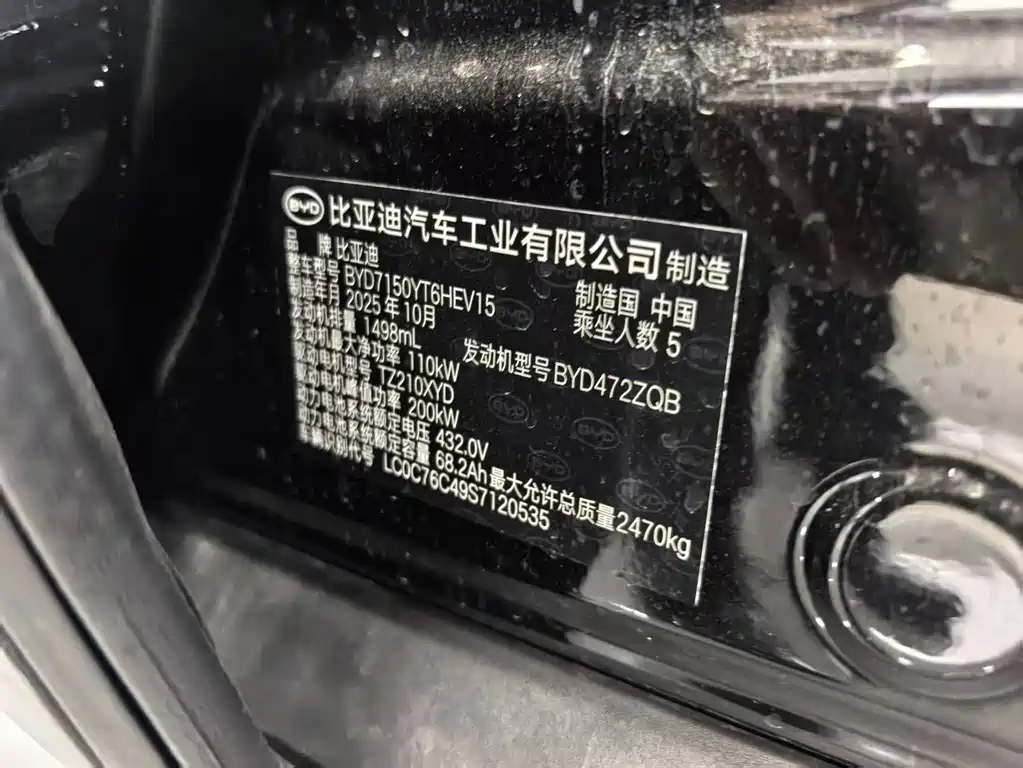 BYD 比亚迪汽车工业有限公司 制造
品 牌 比亚迪
整车型号 BYD7150YT6HEV15 制造国 中国
制造年月 2025 年 10月 乘坐人数 5
发动机排量 1498mL 发动机型号 BYD472ZQB
发动机最大净功率 110kW
驱动电机型号 TZ210XYD
驱动电机峰值功率 200kW
动力电池系统额定电压 432.0V
动力电池系统额定容量 68.2Ah 最大允许总质量 2470kg
车辆识别代号 LC0C76C49S7120535